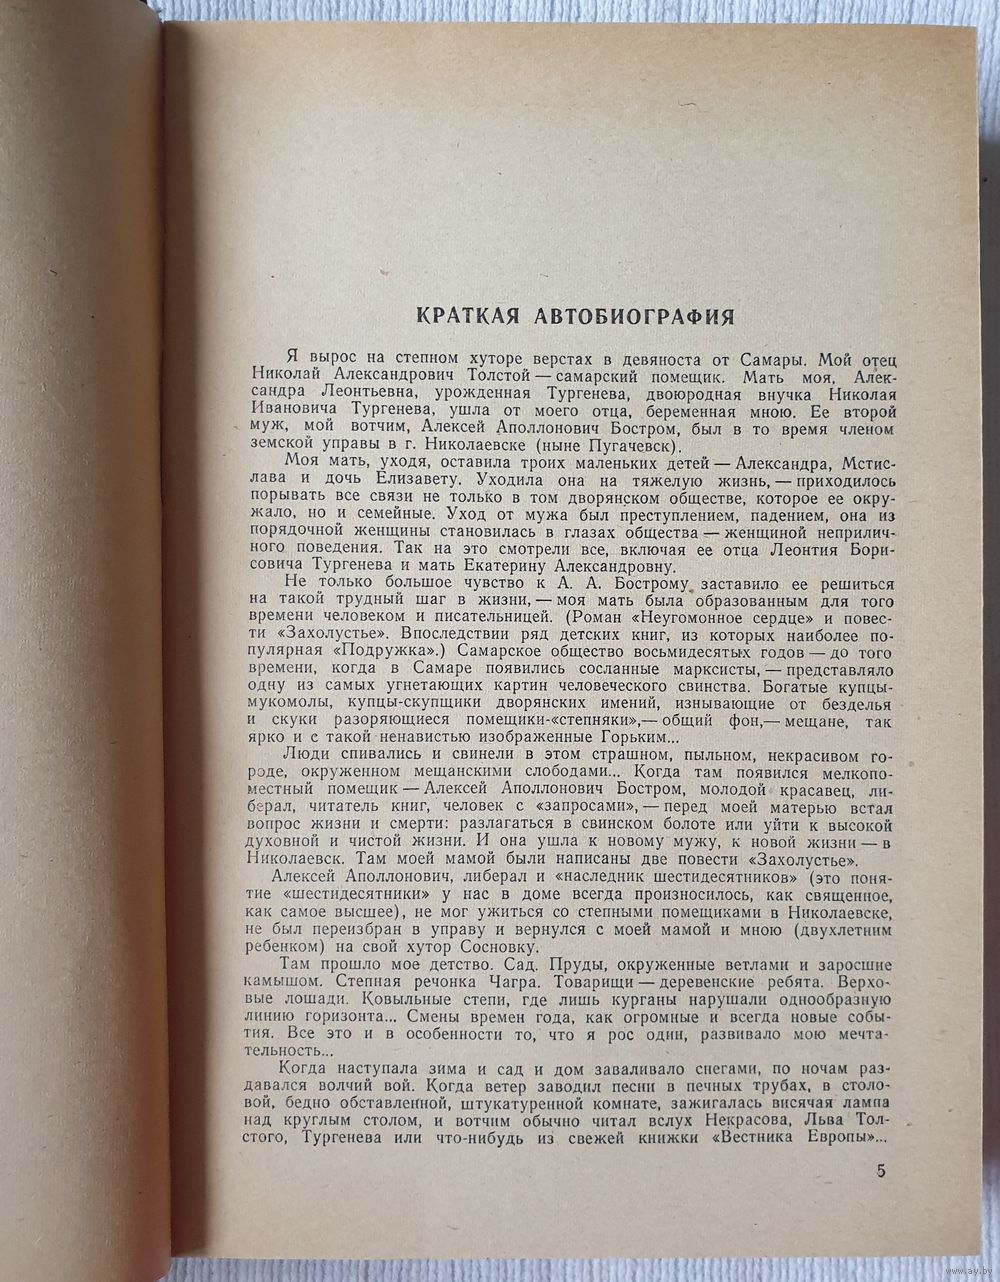 КРАТКАЯ АВТОБИОГРАФИЯ
Я вырос на степном хуторе верстах в девяноста от Самары. Мой отец
Николай Александрович Толстой — самарский помещик. Мать моя, Алек-
сандра Леонтьевна, урожденная Тургенева, двоюродная внучка Николая
Ивановича Тургенева, ушла от моего отца, беременная мною. Ее второй
муж, мой вотчим, Алексей Аполлонович Бостром, был в то время членом
земской управы в г. Николаевске (ныне Пугачевск).
Моя мать, уходя, оставила троих маленьких детей — Александра, Мстис-
лава и дочь Елизавету. Уходила она на тяжелую жизнь, — приходилось
порывать все связи не только в том дворянском обществе, которое ее окру-
жало, но и семейные. Уход от мужа был преступлением, падением, она из
порядочной женщины становилась в глазах общества — женщиной неприлич-
ного поведения. Так на это смотрели все, включая ее отца Леонтия Бори-
совича Тургенева и мать Екатерину Александровну.
Не только большое чувство к А. А. Бострому заставило ее решиться
на такой трудный шаг в жизни, — моя мать была образованным для того
времени человеком и писательницей. (Роман «Неугомонное сердце» и повес-
ти «Захолустье». Впоследствии ряд детских книг, из которых наиболее по-
пулярная «Подружка».) Самарское общество восьмидесятых годов — до того
времени, когда в Самаре появились сосланные марксисты, — представляло
одну из самых угнетающих картин человеческого свинства. Богатые купцы-
мукомолы, купцы-скупщики дворянских имений, изнывающие от безделья
и скуки разоряющиеся помещики-«степняки», — общий фон, — мещане, так
ярко и с такой ненавистью изображенные Горьким...
Люди спивались и свинели в этом страшном, пыльном, некрасивом го-
роде, окруженном мещанскими слободами... Когда там появился мелкопо-
местный помещик — Алексей Аполлонович Бостром, молодой красавец, ли-
берал, читатель книг, человек с «запросами», — перед моей матерью встал
вопрос жизни и смерти: разлагаться в свинском болоте или уйти к высокой
духовной и чистой жизни. И она ушла к новому мужу, к новой жизни — в
Николаевск. Там моей мамой были написаны две повести «Захолустье».
Алексей Аполлонович, либерал и «наследник шестидесятников» (это поня-
тие «шестидесятники» у нас в доме всегда произносилось, как священное,
как самое высшее), не мог ужиться со степными помещиками в Николаевске,
не был переизбран в управу и вернулся с моей мамой и мною (двухлетним
ребенком) на свой хутор Сосновку.
Там прошло мое детство. Сад. Пруды, окруженные ветлами и заросшие
камышом. Степная речонка Чагра. Товарищи — деревенские ребята. Верхо-
вые лошади. Ковыльные степи, где лишь курганы нарушали однообразную
линию горизонта... Смены времен года, как огромные и всегда новые собы-
тия. Все это и в особенности то, что я рос один, развивало мою мечта-
тельность...
Когда наступала зима и сад и дом заваливало снегами, по ночам раз-
давался волчий вой. Когда ветер заводил песни в печных трубах, в столо-
вой, бедно обставленной, штукатуренной комнате, зажигалась висячая лампа
над круглым столом, и вотчим обычно читал вслух Некрасова, Льва Тол-
стого, Тургенева или что-нибудь из свежей книжки «Вестника Европы»...
5
www.ay.by